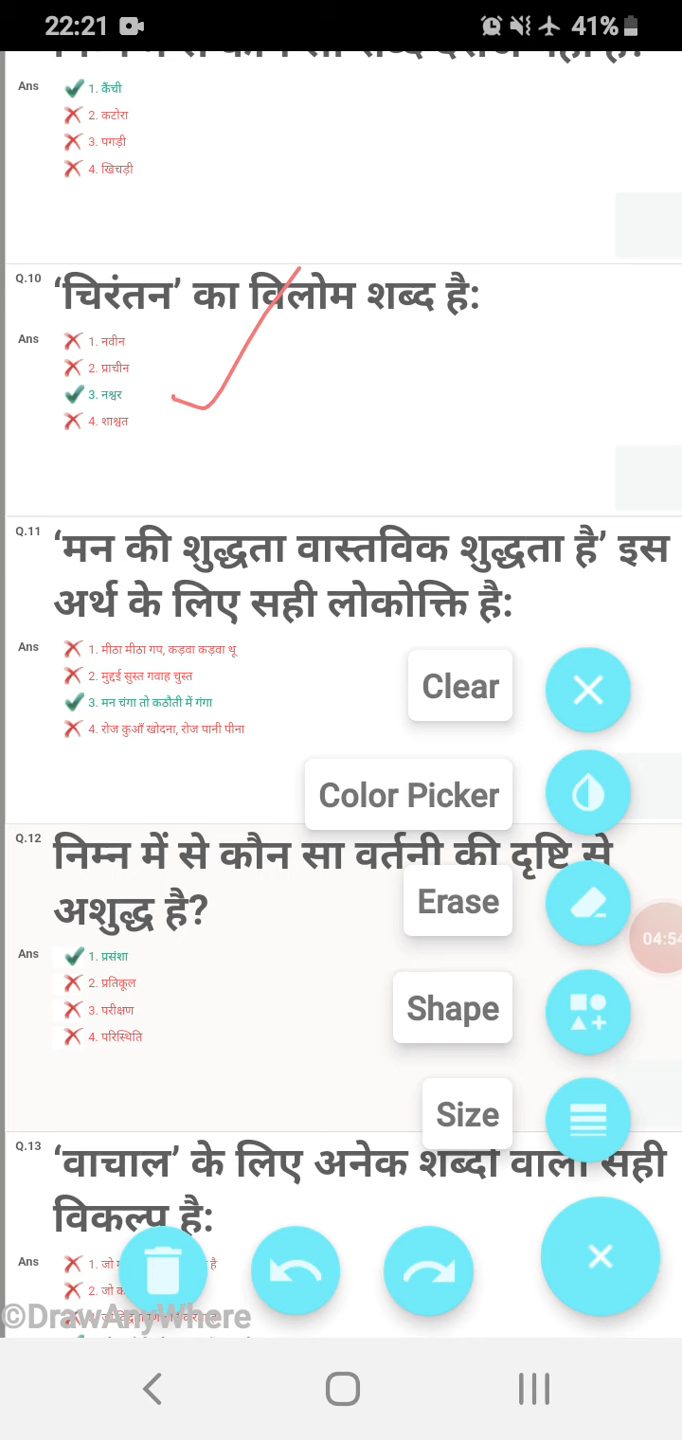 22:21
41%
Ans
1. कैंची
2. कटोरा
3. पगड़ी
4. खिचड़ी
Q.10 'चिरंतन' का विलोम शब्द है:
Ans
1. नवीन
2. प्राचीन
3. नश्वर
4. शाश्वत
Q.11 'मन की शुद्धता वास्तविक शुद्धता है' इस
अर्थ के लिए सही लोकोक्ति है:
Ans
1. मीठा मीठा गप, कड़वा कड़वा थू
2. मुद्दई सुस्त गवाह चुस्त
3. मन चंगा तो कठौती में गंगा
4. रोज कुआँ खोदना, रोज पानी पीना
Clear
Color Picker
Q.12 निम्न में से कौन सा वर्तनी की दृष्टि से
अशुद्ध है?
Erase
04:54
Ans
1. प्रसंशा
2. प्रतिकूल
3. परीक्षण
4. परिस्थिति
Shape
Size
Q.13 'वाचाल' के लिए अनेक शब्दों वाला सही
विकल्प है:
Ans
1. जो है
2. जो
©DrawAnyWhere